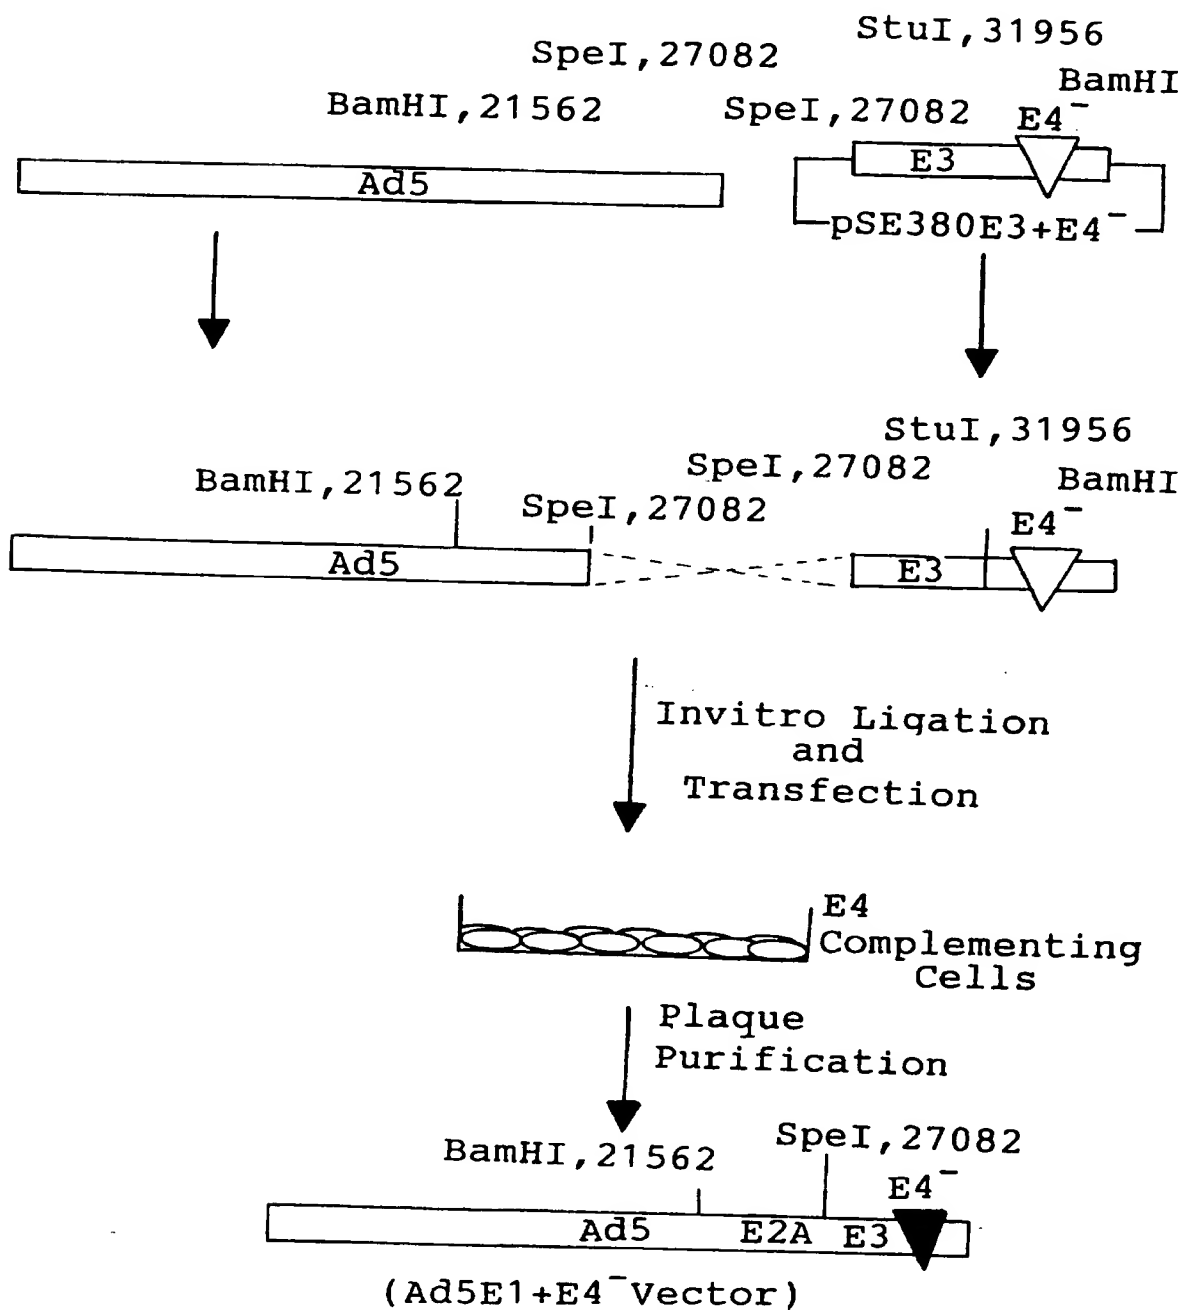 StuI,31956
SpeI,27082
BamHI
BamHI,21562
SpeI,27082
E4⁻
Ad5
E3
pSE380E3+E4⁻
StuI,31956
SpeI,27082
BamHI
BamHI,21562
SpeI,27082
E4⁻
Ad5
E3
Invitro Ligation
and
Transfection
E4
Complementing
Cells
Plaque
Purification
SpeI,27082
BamHI,21562
E4⁻
Ad5
E2A
E3
(Ad5E1+E4⁻Vector)